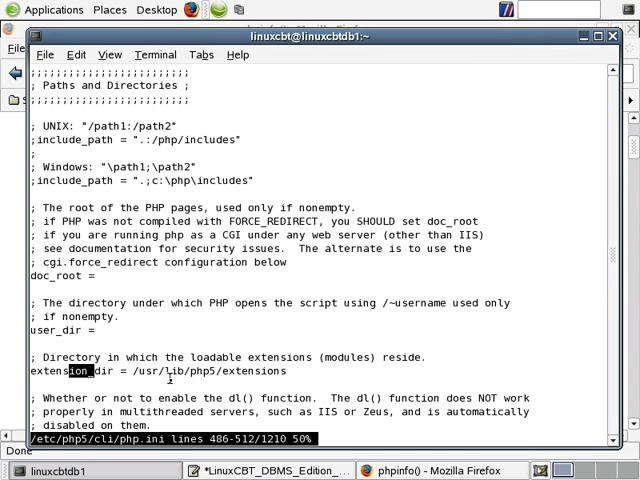 Applications Places Desktop
linuxcbt@linuxcbtdb1:~
File Edit View Terminal Tabs Help
;;;;;;;;;;;;;;;;;;;;;;;;;
; Paths and Directories ;
;;;;;;;;;;;;;;;;;;;;;;;;;
; UNIX: "/path1:/path2"
;include_path = ".:/php/includes"
;
; Windows: "\path1;\path2"
;include_path = ".;c:\php\includes"
; The root of the PHP pages, used only if nonempty.
; if PHP was not compiled with FORCE_REDIRECT, you SHOULD set doc_root
; if you are running php as a CGI under any web server (other than IIS)
; see documentation for security issues.  The alternate is to use the
; cgi.force_redirect configuration below
doc_root =
; The directory under which PHP opens the script using /~username used only
; if nonempty.
user_dir =
; Directory in which the loadable extensions (modules) reside.
extension_dir = /usr/lib/php5/extensions
; Whether or not to enable the dl() function.  The dl() function does NOT work
; properly in multithreaded servers, such as IIS or Zeus, and is automatically
; disabled on them.
/etc/php5/cli/php.ini lines 486-512/1210 50%
Done
linuxcbtdb1 *LinuxCBT_DBMS_Edition_... phpinfo() - Mozilla Firefox